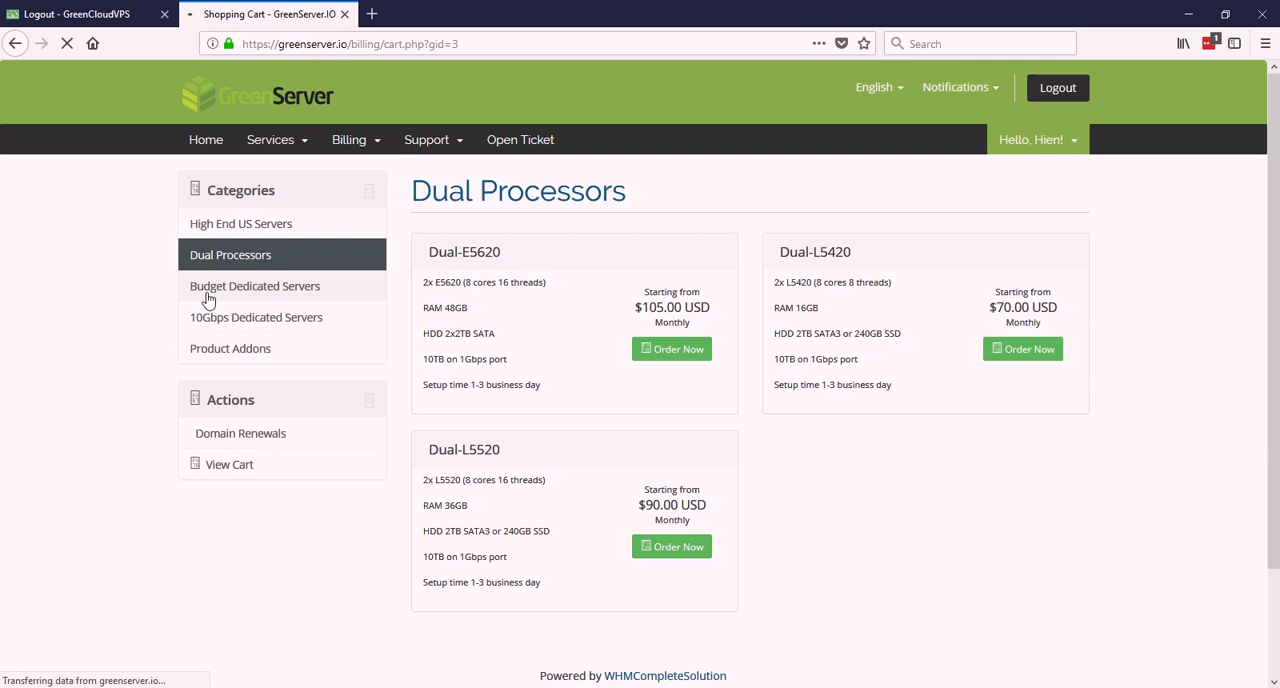 Logout - GreenCloudVPS
Shopping Cart - GreenServer.IO
https://greenserver.io/billing/cart.php?gid=3
Search
1
GreenServer
English
Notifications
Logout
Home
Services
Billing
Support
Open Ticket
Hello, Hien!
Categories
High End US Servers
Dual Processors
Budget Dedicated Servers
10Gbps Dedicated Servers
Product Addons
Actions
Domain Renewals
View Cart
Dual Processors
Dual-E5620
2x E5620 (8 cores 16 threads)
RAM 48GB
HDD 2x2TB SATA
10TB on 1Gbps port
Setup time 1-3 business day
Starting from
$105.00 USD
Monthly
Order Now
Dual-L5420
2x L5420 (8 cores 8 threads)
RAM 16GB
HDD 2TB SATA3 or 240GB SSD
10TB on 1Gbps port
Setup time 1-3 business day
Starting from
$70.00 USD
Monthly
Order Now
Dual-L5520
2x L5520 (8 cores 16 threads)
RAM 36GB
HDD 2TB SATA3 or 240GB SSD
10TB on 1Gbps port
Setup time 1-3 business day
Starting from
$90.00 USD
Monthly
Order Now
Powered by WHMCompleteSolution
Transferring data from greenserver.io...